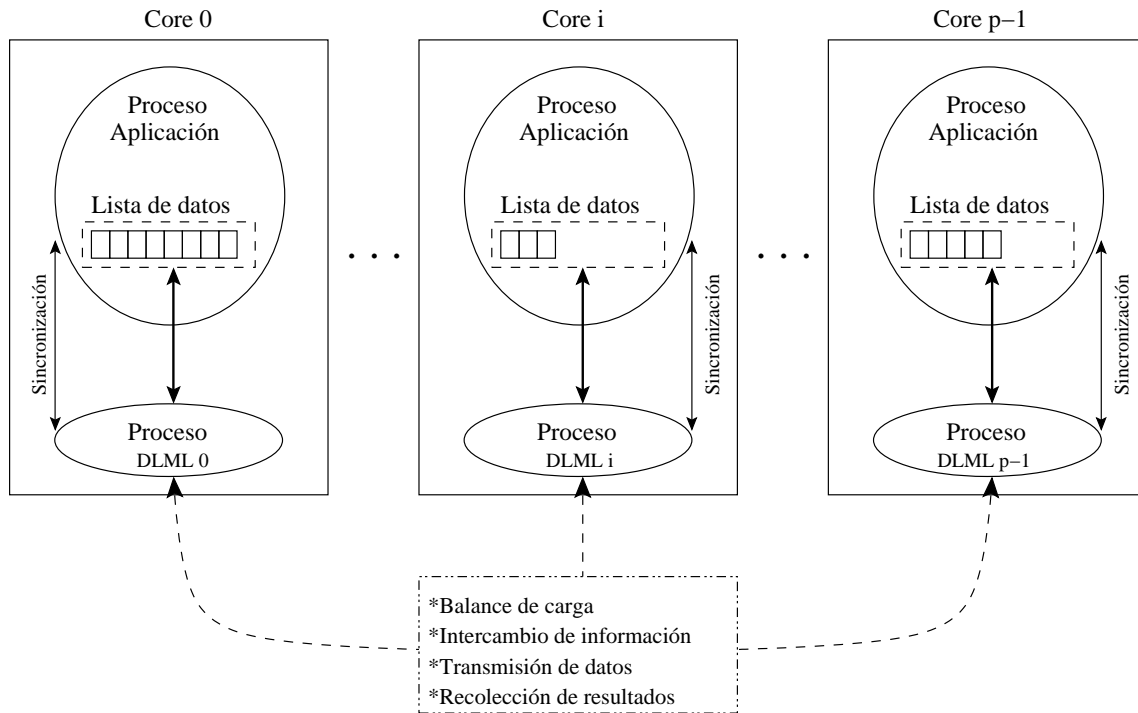 Core 0
Proceso
Aplicación
Lista de datos
Sincronización
Proceso
DLML 0
. . .
Core i
Proceso
Aplicación
Lista de datos
Sincronización
Proceso
DLML i
. . .
Core p−1
Proceso
Aplicación
Lista de datos
Sincronización
Proceso
DLML p−1
*Balance de carga
*Intercambio de información
*Transmisión de datos
*Recolección de resultados